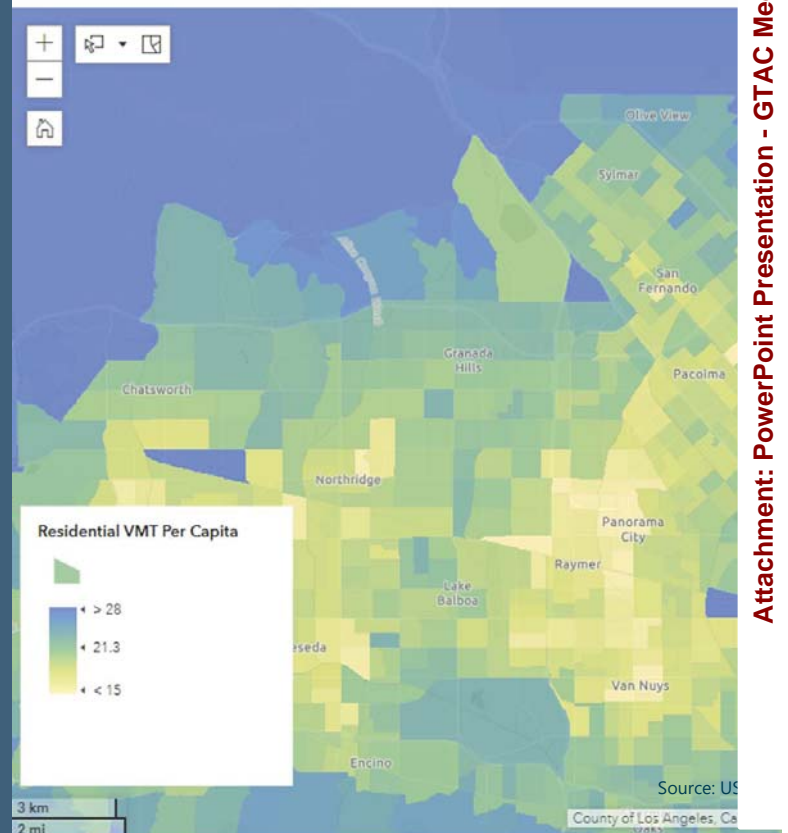 Olive View
Sylmar
San
Fernando
Granada
Hills
Pacoima
Chatsworth
Northridge
Residential VMT Per Capita
> 28
21.3
< 15
Panorama
City
Raymer
Lake
Balboa
eseda
Van Nuys
Encino
Source: US
3 km
2 mi
County of Los Angeles, Ca
Oaks
Attachment: PowerPoint Presentation - GTAC Me